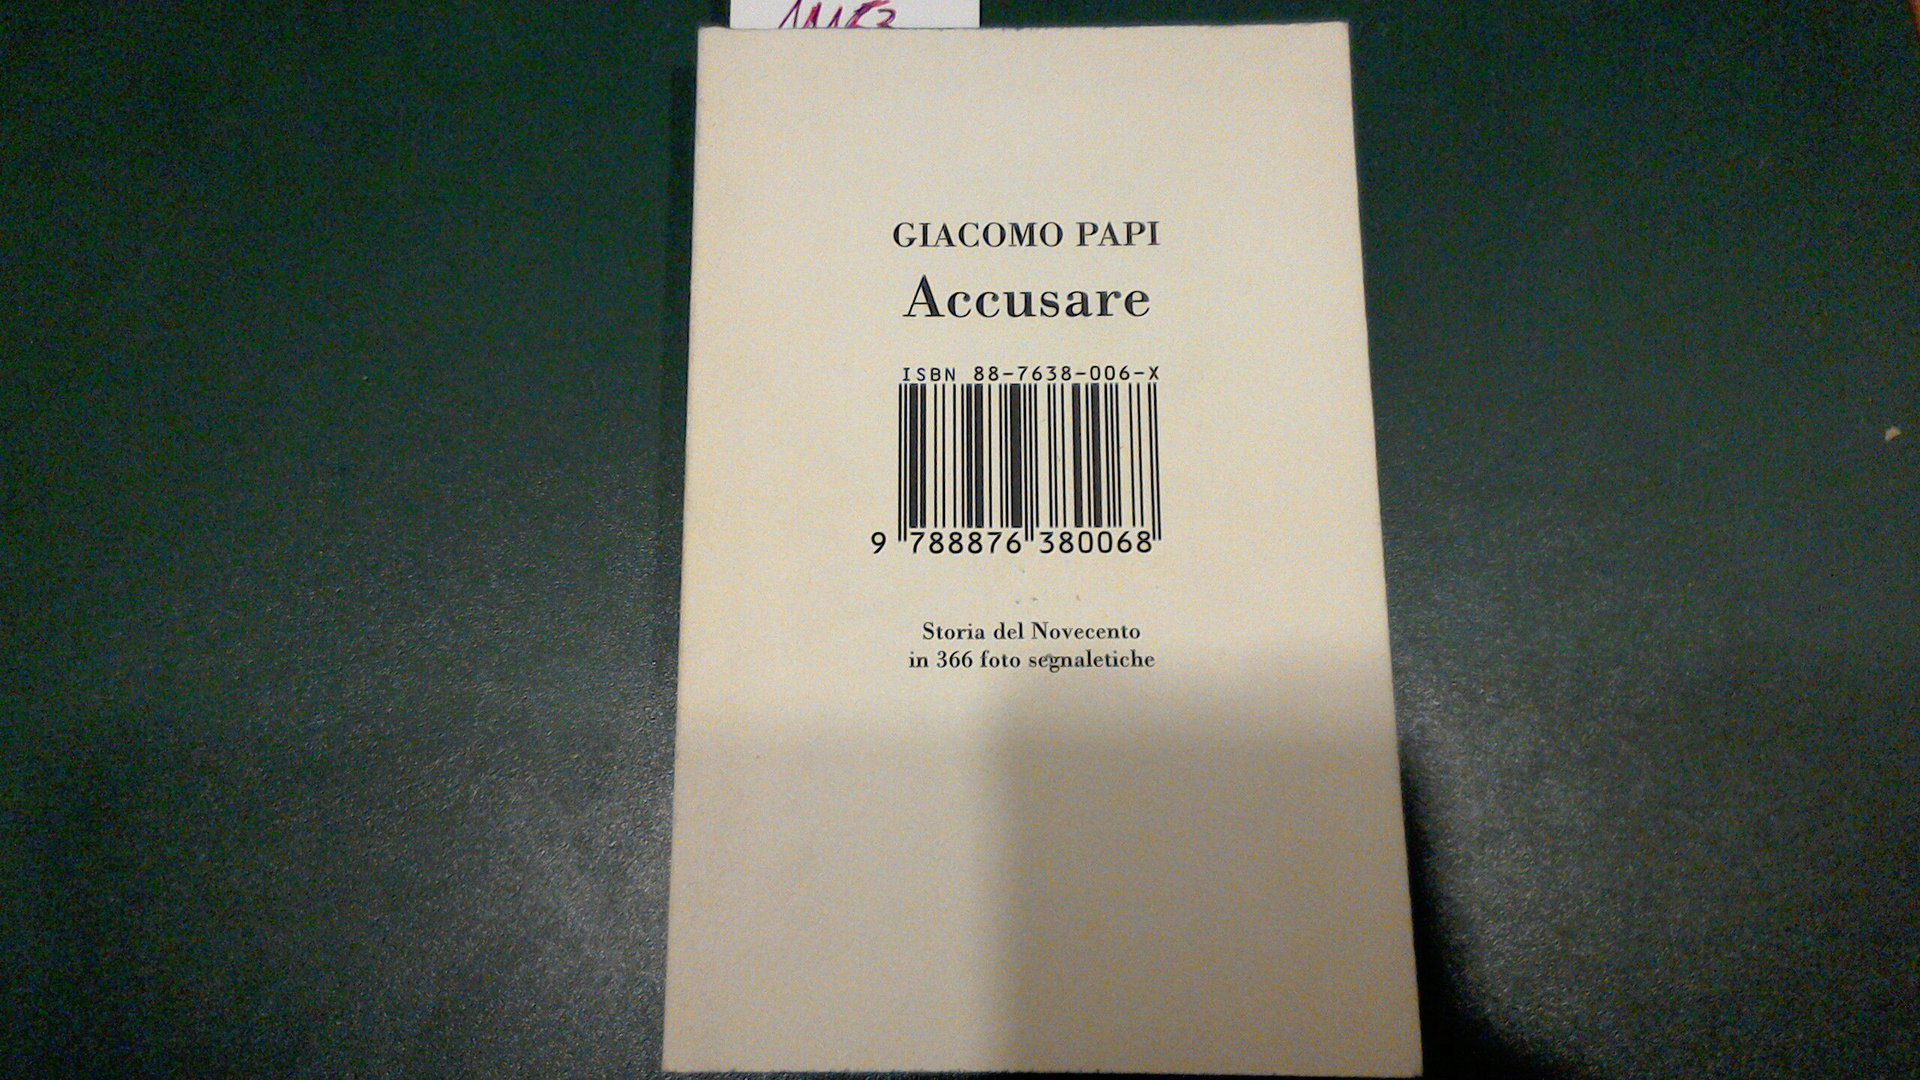 GIACOMO PAPI
Accusare
ISBN 88-7638-006-X
9 788876 380068
Storia del Novecento
in 366 foto segnaletiche